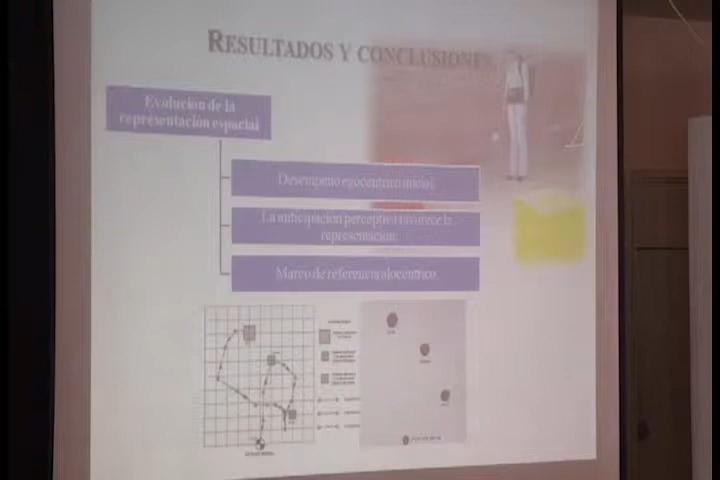 RESULTADOS Y CONCLUSIONES
Evolución de la
representación espacial
Desempeño egocéntrico inicial
La anticipación perceptiva favorece la
representación
Marco de referencia alocéntrico